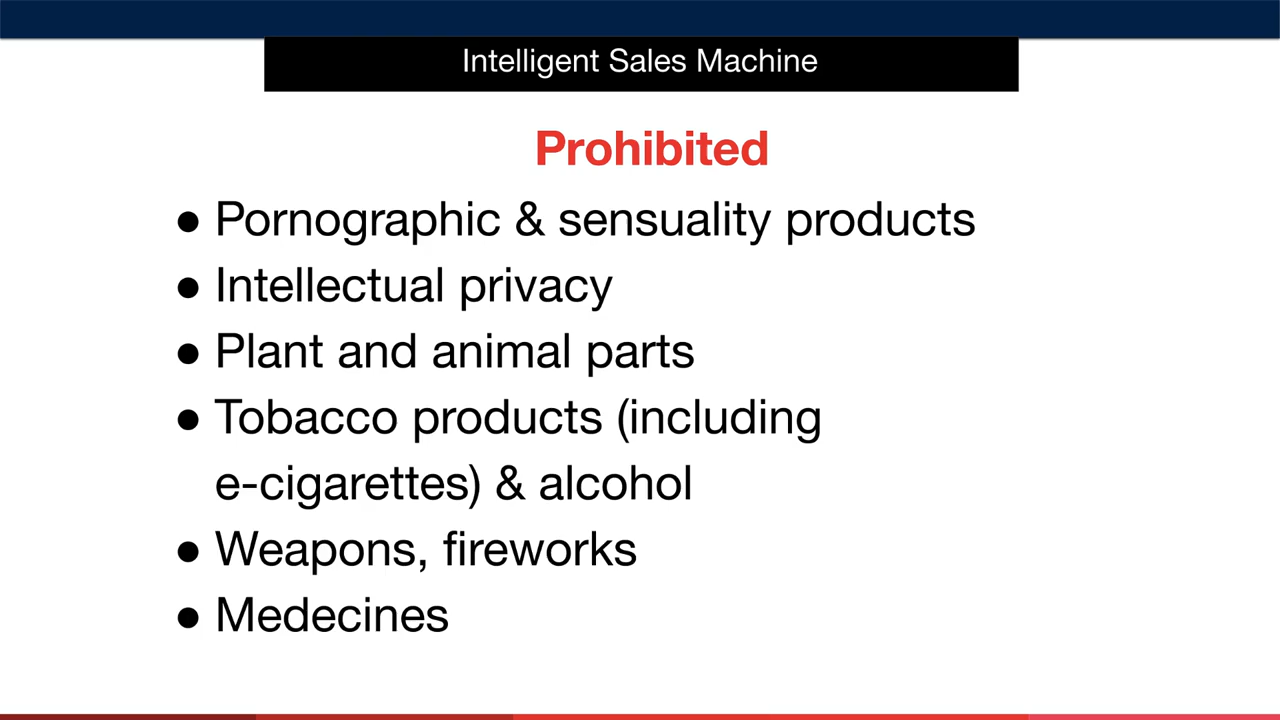 Intelligent Sales Machine
Prohibited
● Pornographic & sensuality products
● Intellectual privacy
● Plant and animal parts
● Tobacco products (including
e-cigarettes) & alcohol
● Weapons, fireworks
● Medecines